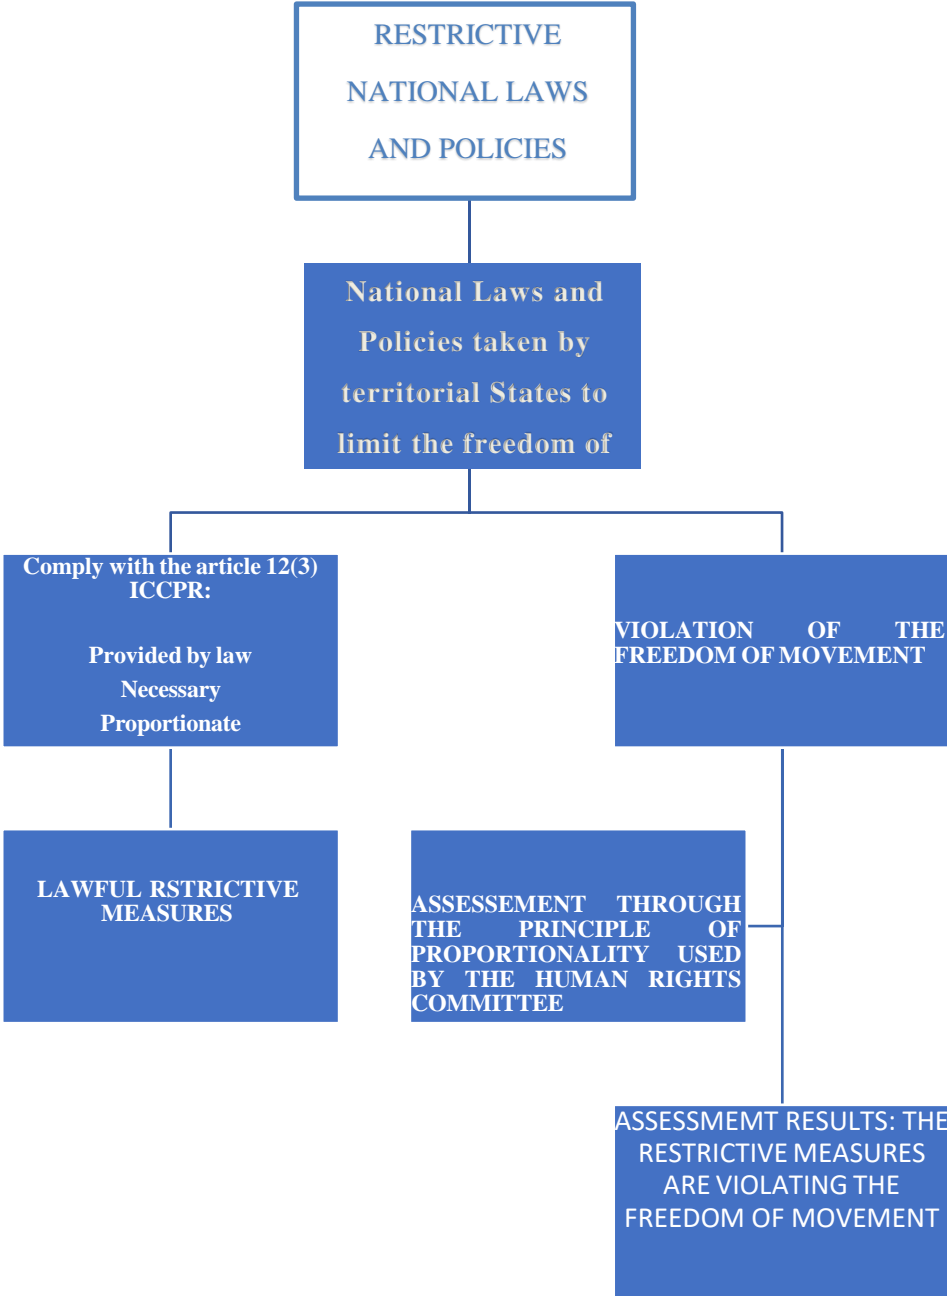 RESTRICTIVE
NATIONAL LAWS
AND POLICIES
National Laws and
Policies taken by
territorial States to
limit the freedom of
Comply with the article 12(3)
ICCPR:
Provided by law
Necessary
Proportionate
VIOLATION OF THE
FREEDOM OF MOVEMENT
LAWFUL RSTRICTIVE
MEASURES
ASSESSEMENT THROUGH
THE PRINCIPLE OF
PROPORTIONALITY USED
BY THE HUMAN RIGHTS
COMMITTEE
ASSESSMEMT RESULTS: THE
RESTRICTIVE MEASURES
ARE VIOLATING THE
FREEDOM OF MOVEMENT